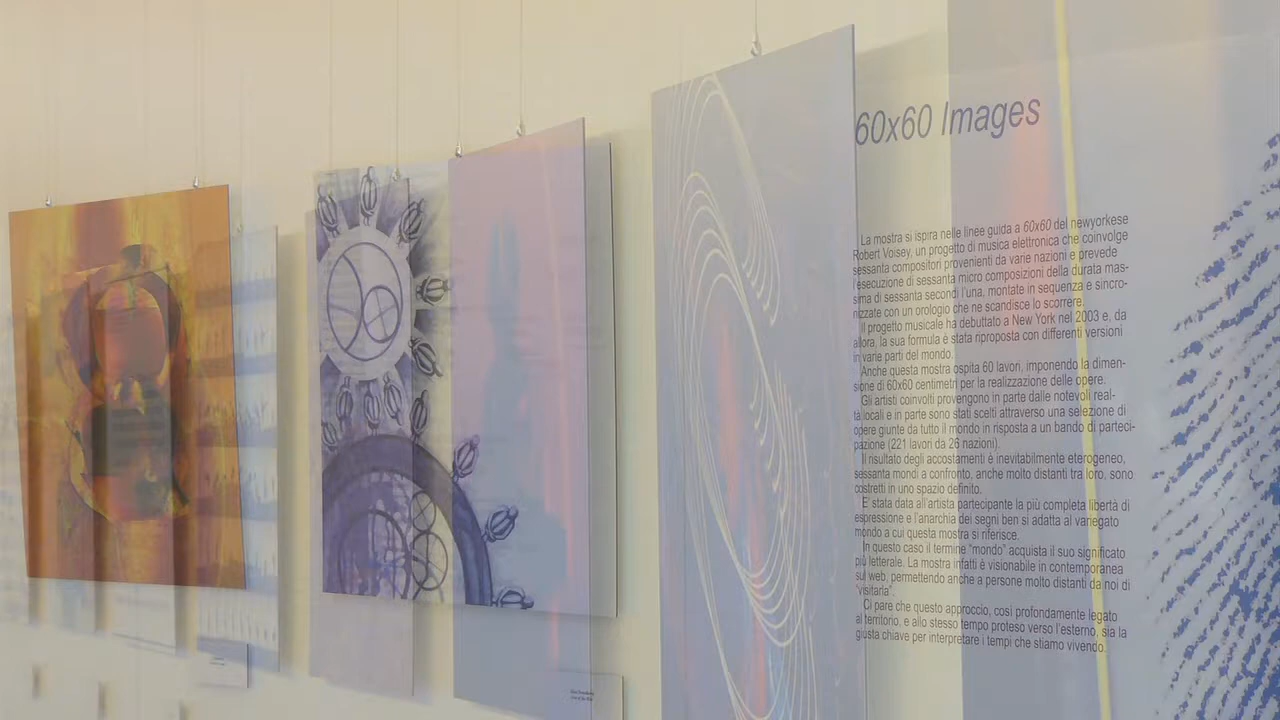 60x60 Images
La mostra si ispira nelle linee guida a 60x60 del newyorkese
Robert Voisey, un progetto di musica elettronica che coinvolge
sessanta compositori provenienti da varie nazioni e prevede
l'esecuzione di sessanta micro composizioni della durata mas-
sima di sessanta secondi l'una, montate in sequenza e sincro-
nizzate con un orologio che ne scandisce lo scorrere.
Il progetto musicale ha debuttato a New York nel 2003 e, da
allora, la sua formula è stata riproposta con differenti versioni
in varie parti del mondo.
Anche questa mostra ospita 60 lavori, imponendo la dimen-
sione di 60x60 centimetri per la realizzazione delle opere.
Gli artisti coinvolti provengono in parte dalle notevoli real-
tà locali e in parte sono stati scelti attraverso una selezione di
opere giunte da tutto il mondo in risposta a un bando di parteci-
pazione (221 lavori da 26 nazioni).
Il risultato degli accostamenti è inevitabilmente eterogeneo,
sessanta mondi a confronto, anche molto distanti tra loro, sono
costretti in uno spazio definito.
E' stata data all'artista partecipante la più completa libertà di
espressione e l'anarchia dei segni ben si adatta al variegato
mondo a cui questa mostra si riferisce.
In questo caso il termine "mondo" acquista il suo significato
più letterale. La mostra infatti è visionabile in contemporanea
sul web, permettendo anche a persone molto distanti da noi di
"visitarla".
Ci pare che questo approccio, così profondamente legato
al territorio, e allo stesso tempo proteso verso l'esterno, sia la
giusta chiave per interpretare i tempi che stiamo vivendo.